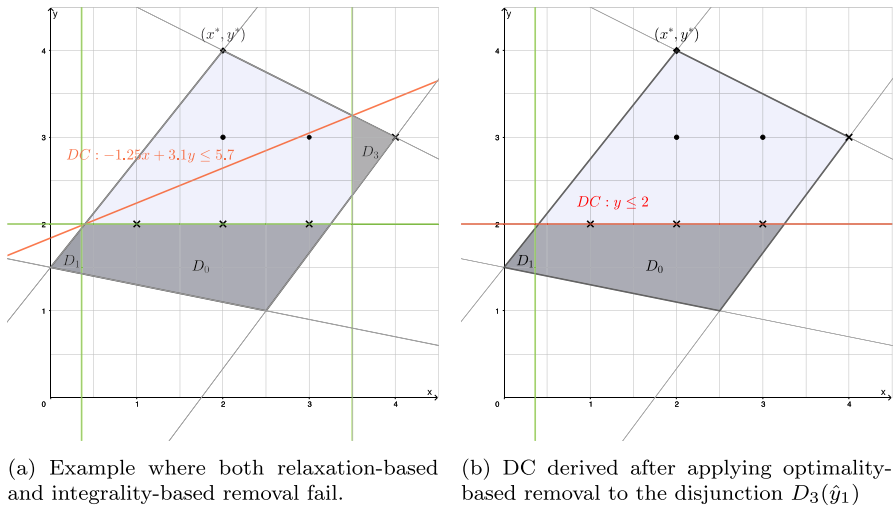 y
(x*, y*)
4
3
DC : −1.25x + 3.1y ≤ 5.7
D₃
2
D₁
D₀
1
x
0 1 2 3 4
y
(x*, y*)
4
3
DC : y ≤ 2
2
D₁
D₀
1
x
0 1 2 3 4
(a) Example where both relaxation-based
and integrality-based removal fail.
(b) DC derived after applying optimality-
based removal to the disjunction D₃(ŷ₁)